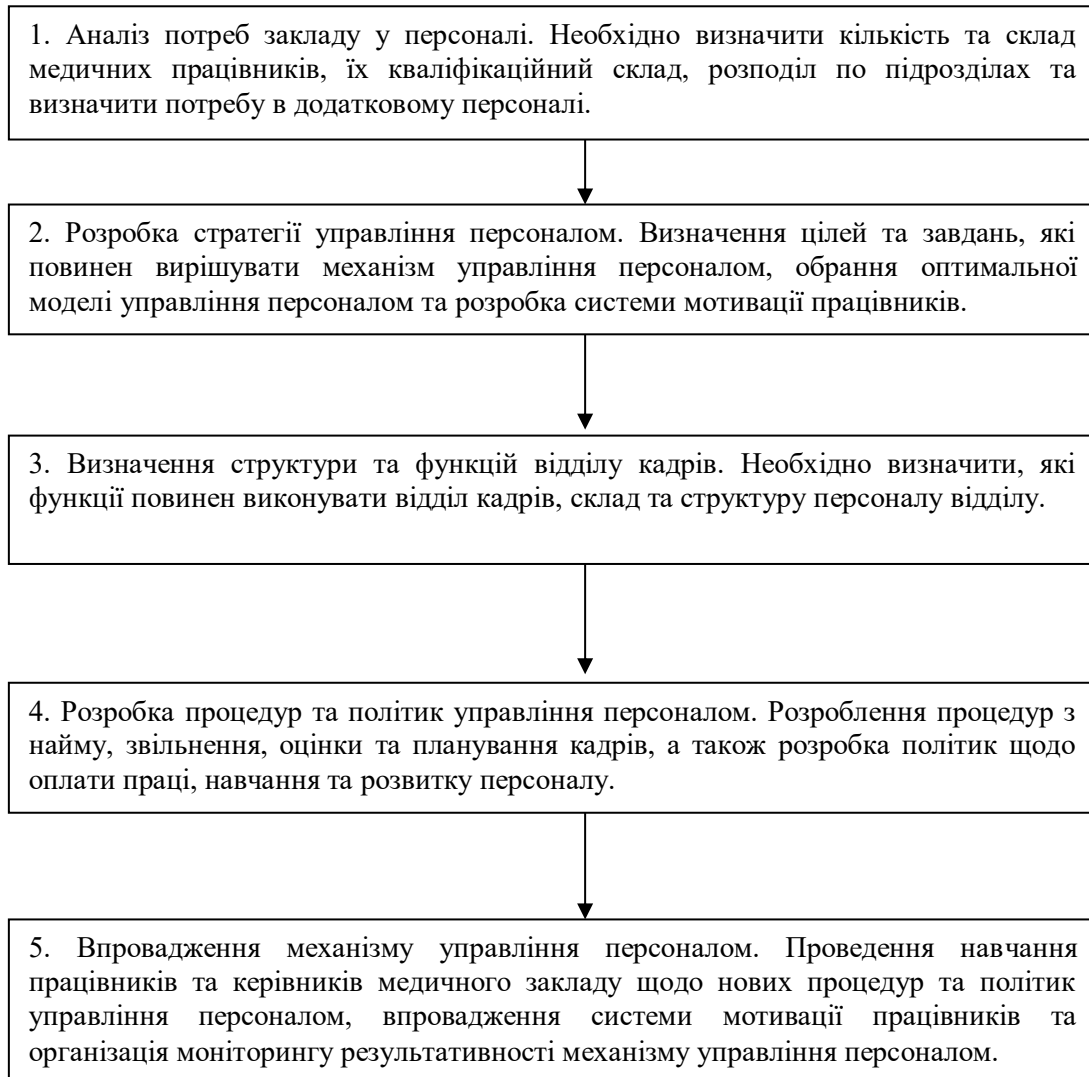 1. Аналіз потреб закладу у персоналі. Необхідно визначити кількість та склад
медичних працівників, їх кваліфікаційний склад, розподіл по підрозділах та
визначити потребу в додатковому персоналі.
2. Розробка стратегії управління персоналом. Визначення цілей та завдань, які
повинен вирішувати механізм управління персоналом, обрання оптимальної
моделі управління персоналом та розробка системи мотивації працівників.
3. Визначення структури та функцій відділу кадрів. Необхідно визначити, які
функції повинен виконувати відділ кадрів, склад та структуру персоналу відділу.
4. Розробка процедур та політик управління персоналом. Розроблення процедур з
найму, звільнення, оцінки та планування кадрів, а також розробка політик щодо
оплати праці, навчання та розвитку персоналу.
5. Впровадження механізму управління персоналом. Проведення навчання
працівників та керівників медичного закладу щодо нових процедур та політик
управління персоналом, впровадження системи мотивації працівників та
організація моніторингу результативності механізму управління персоналом.